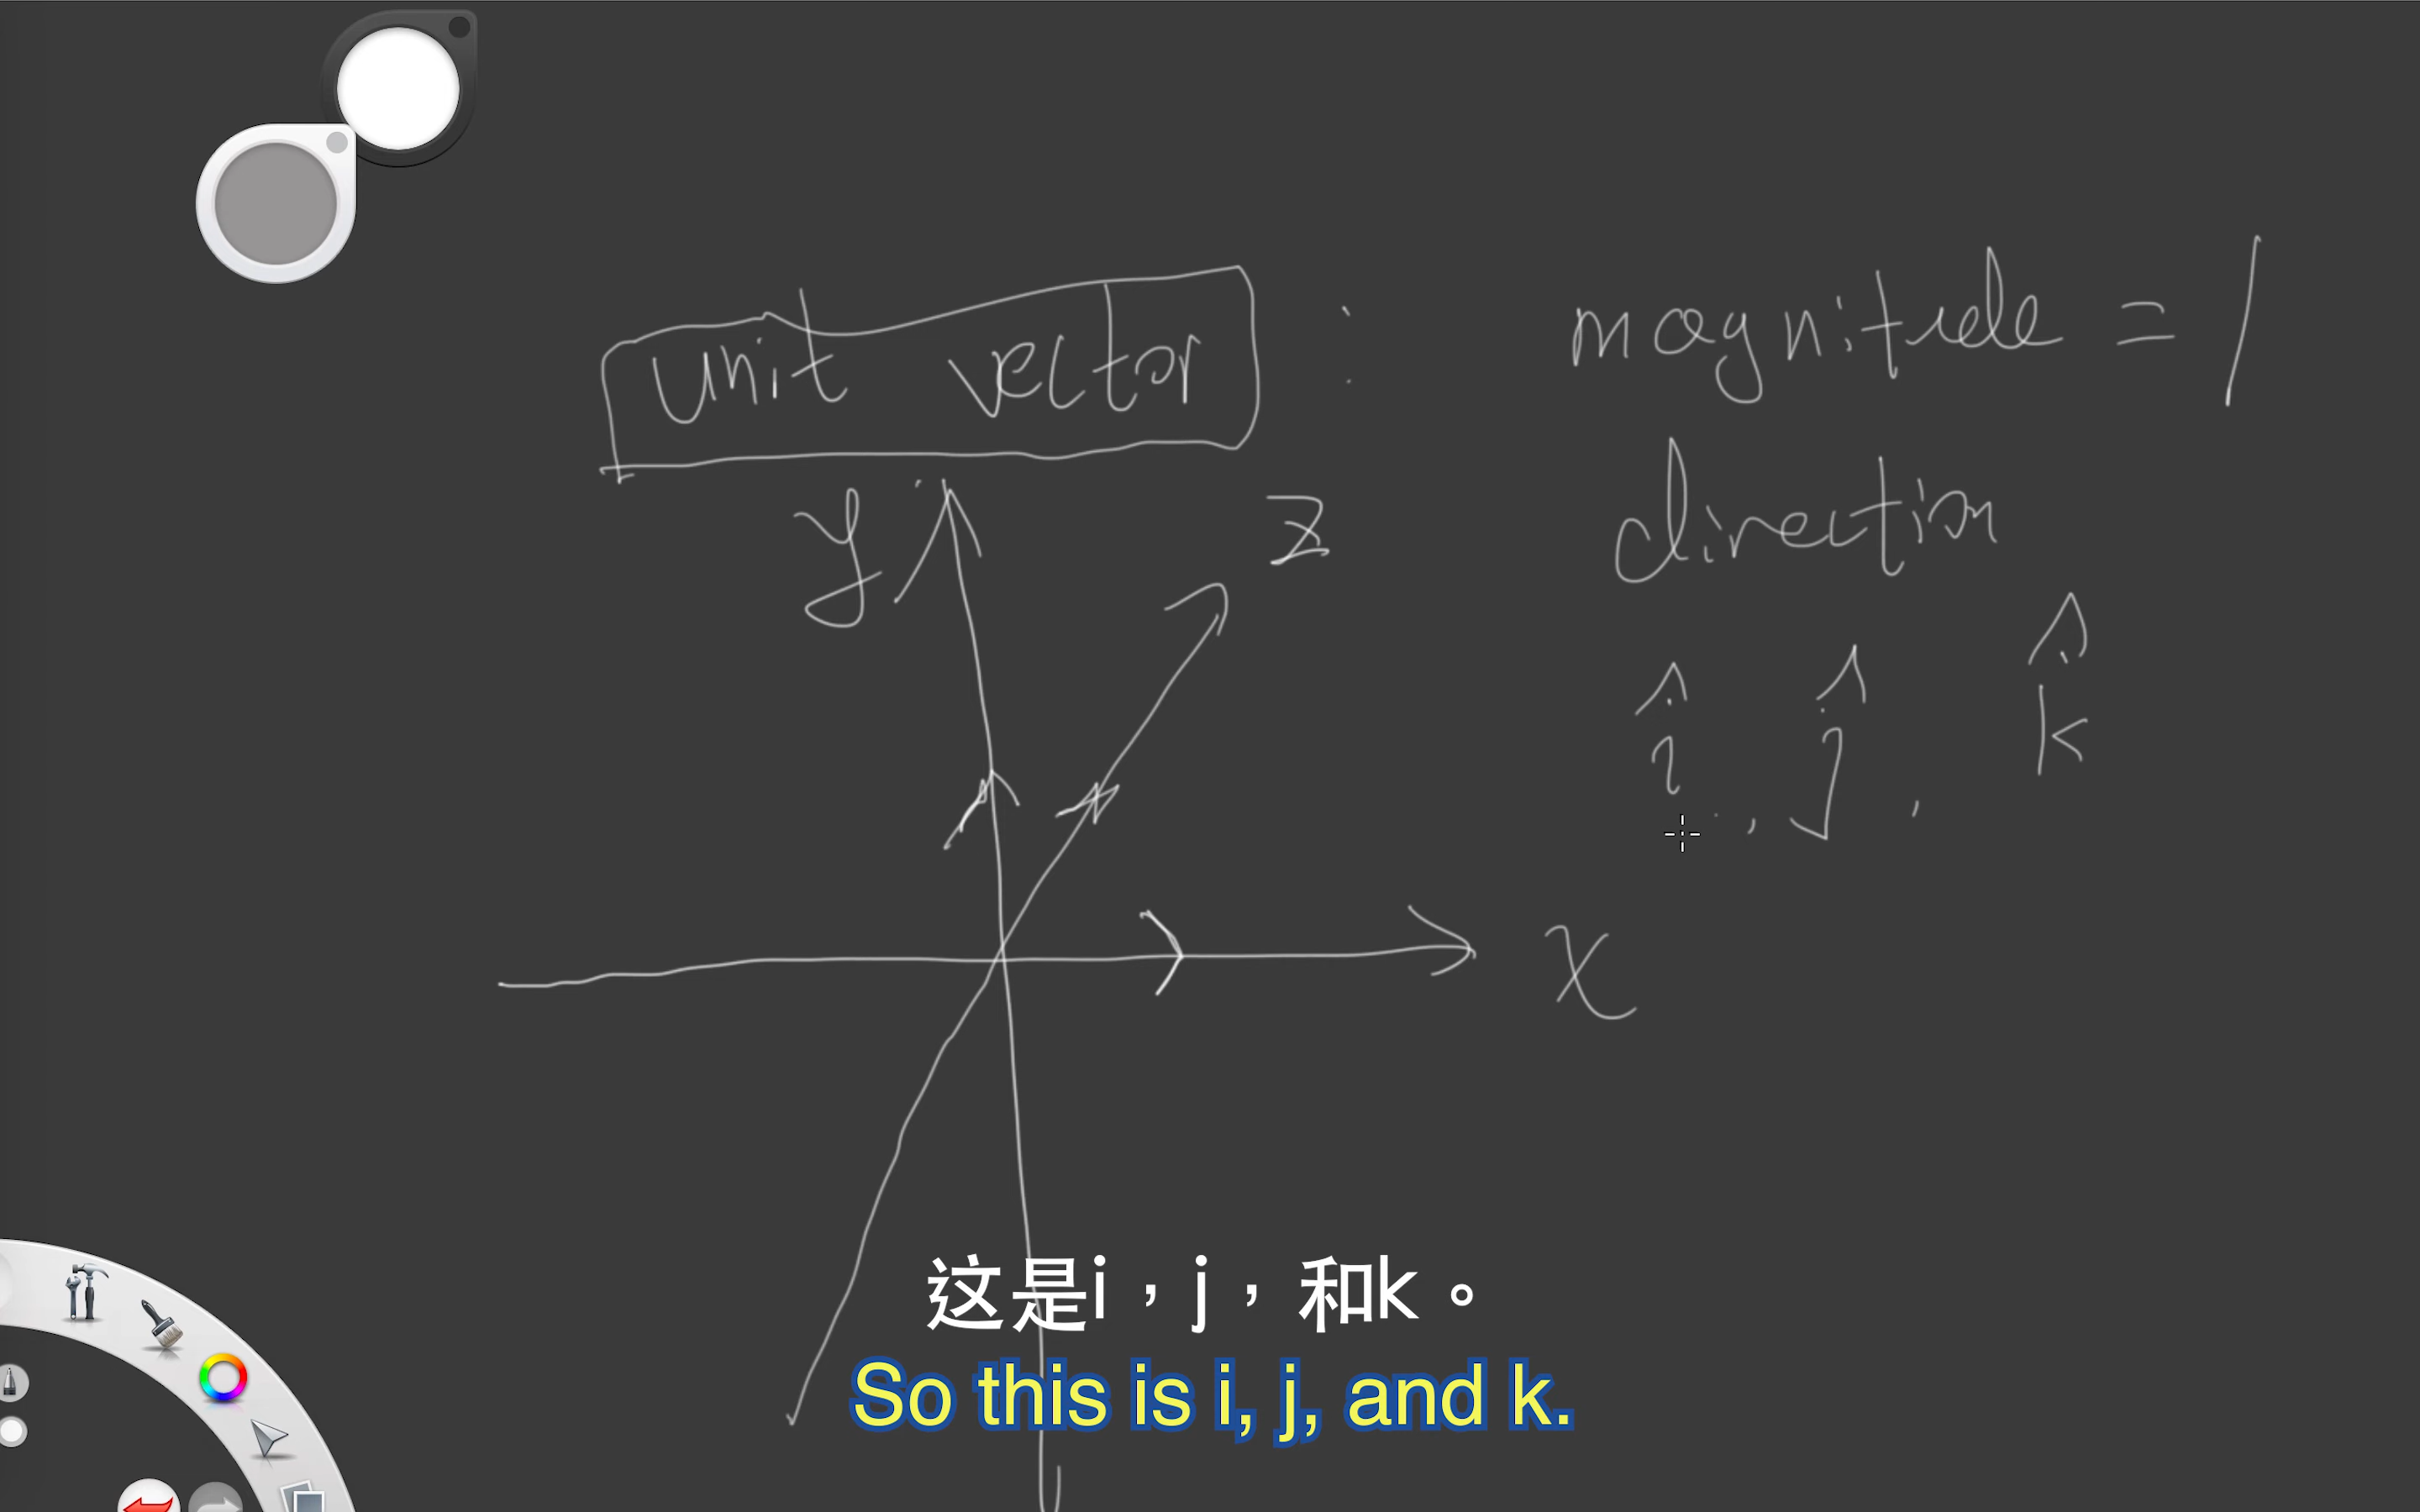 unit vector : magnitude = 1
y z direction
î , ĵ , k̂
x
这是i，j，和k。
So this is i, j, and k.